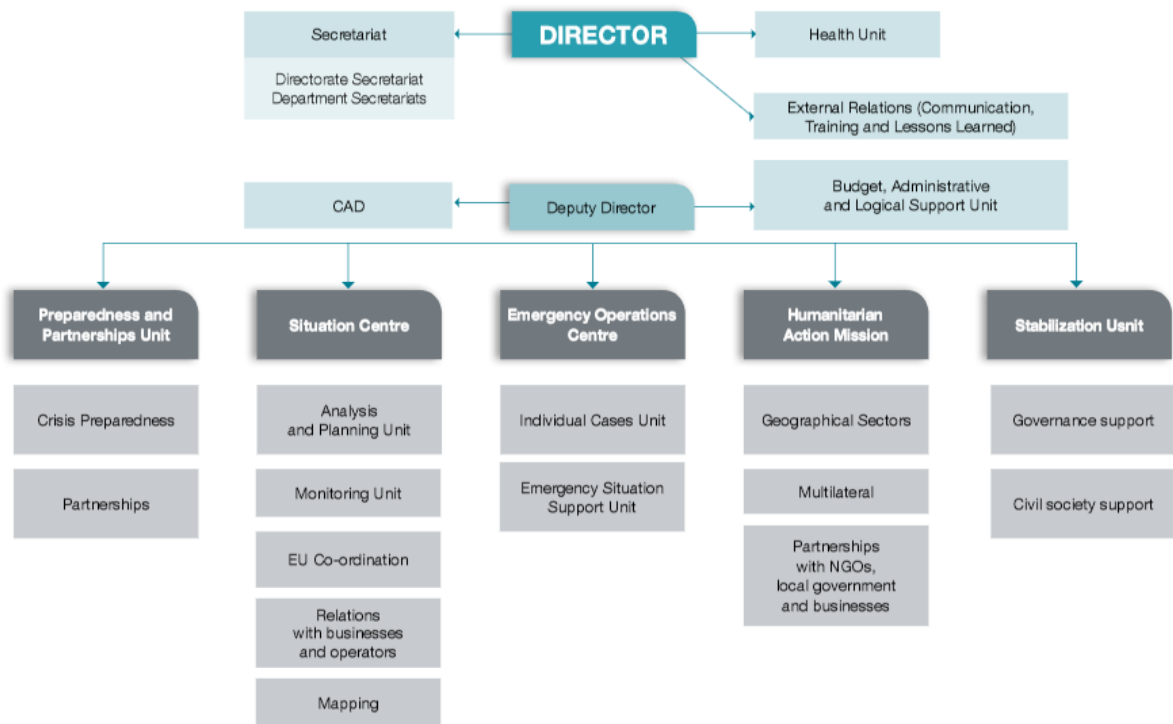 Secretariat
DIRECTOR
Health Unit
Directorate Secretariat
Department Secretariats
External Relations (Communication,
Training and Lessons Learned)
CAD
Deputy Director
Budget, Administrative
and Logical Support Unit
Preparedness and
Partnerships Unit
Situation Centre
Emergency Operations
Centre
Humanitarian
Action Mission
Stabilization Usnit
Crisis Preparedness
Partnerships
Analysis
and Planning Unit
Monitoring Unit
EU Co-ordination
Relations
with businesses
and operators
Mapping
Individual Cases Unit
Emergency Situation
Support Unit
Geographical Sectors
Multilateral
Partnerships
with NGOs,
local government
and businesses
Governance support
Civil society support